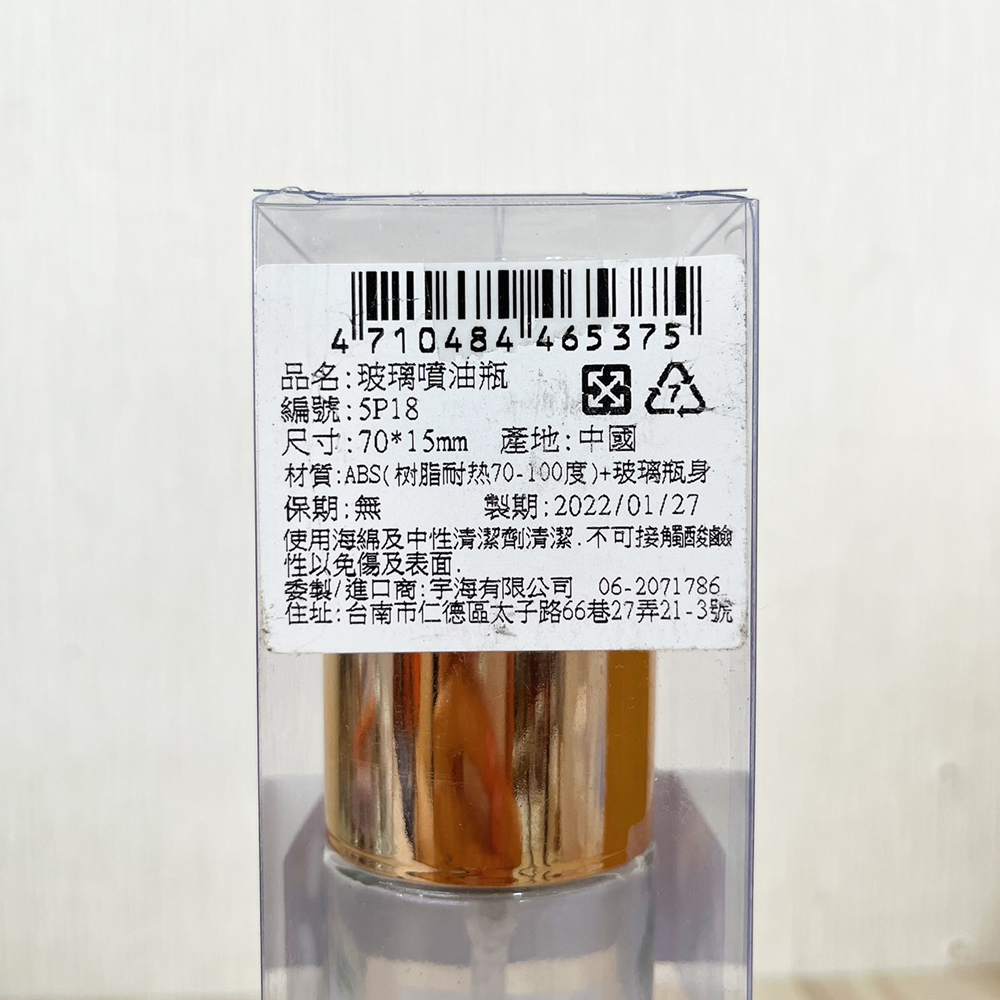 4 710484 465375
品名:玻璃噴油瓶
編號:5P18
尺寸:70*15mm 產地:中國
材質:ABS(树脂耐热70-100度)+玻璃瓶身
保期:無 製期:2022/01/27
使用海綿及中性清潔劑清潔.不可接觸酸鹼
性以免傷及表面.
委製/進口商:宇海有限公司 06-2071786
住址:台南市仁德區太子路66巷27弄21-3號
7